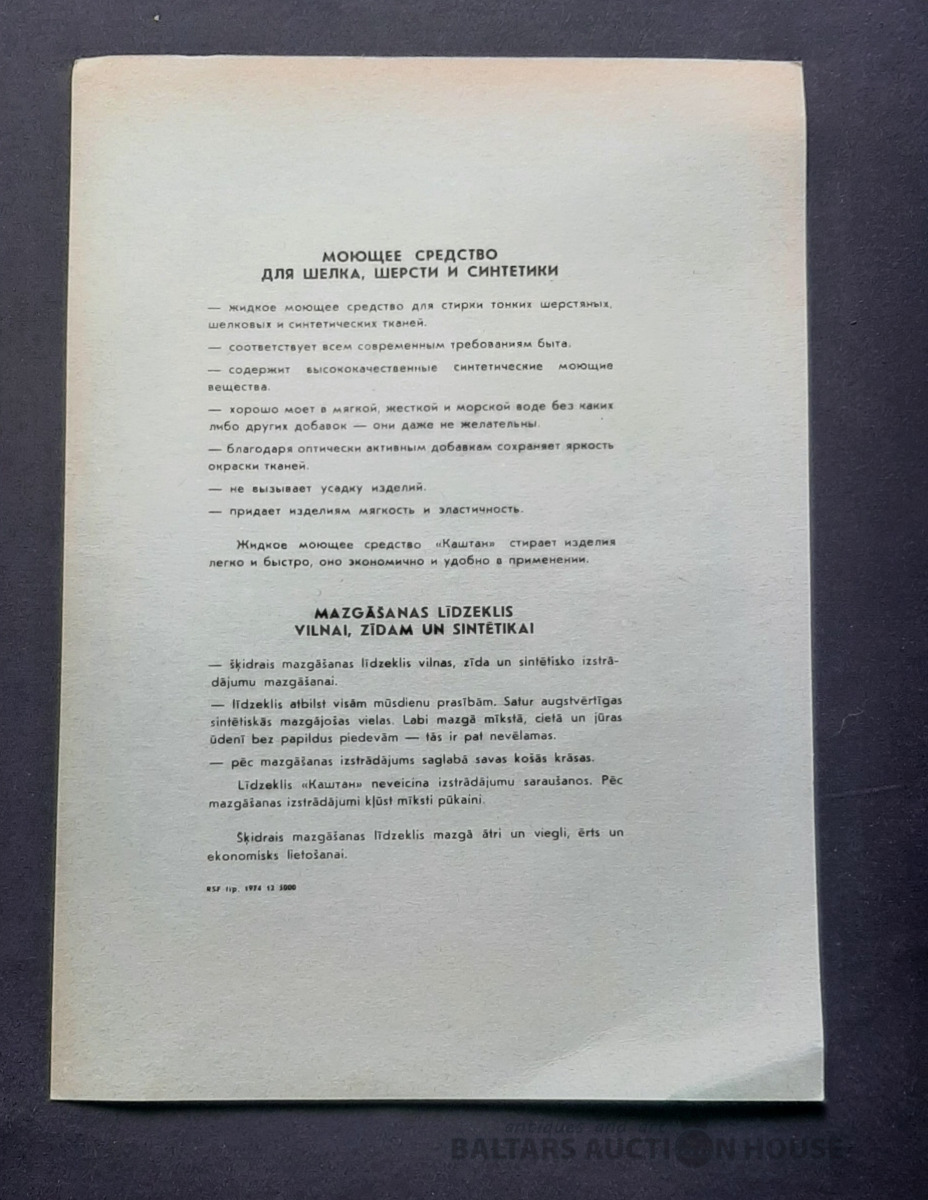 МОЮЩЕЕ СРЕДСТВО
ДЛЯ ШЕЛКА, ШЕРСТИ И СИНТЕТИКИ
— жидкое моющее средство для стирки тонких шерстяных,
шелковых и синтетических тканей.
— соответствует всем современным требованиям быта.
— содержит высококачественные синтетические моющие
вещества.
— хорошо моет в мягкой, жесткой и морской воде без каких
либо других добавок — они даже не желательны.
— благодаря оптически активным добавкам сохраняет яркость
окраски тканей.
— не вызывает усадку изделий.
— придает изделиям мягкость и эластичность.
Жидкое моющее средство «Каштан» стирает изделия
легко и быстро, оно экономично и удобно в применении.
MAZGĀŠANAS LĪDZEKLIS
VILNAI, ZĪDAM UN SINTĒTIKAI
— šķidrais mazgāšanas līdzeklis vilnas, zīda un sintētisko izstrā-
dājumu mazgāšanai.
— līdzeklis atbilst visām mūsdienu prasībām. Satur augstvērtīgas
sintētiskās mazgājošas vielas. Labi mazgā mīkstā, cietā un jūras
ūdenī bez papildus piedevām — tās ir pat nevēlamas.
— pēc mazgāšanas izstrādājums saglabā savas košās krāsas.
Līdzeklis «Каштан» neveicina izstrādājumu saraušanos. Pēc
mazgāšanas izstrādājumi kļūst mīksti pūkaini.
Šķidrais mazgāšanas līdzeklis mazgā ātri un viegli, ērts un
ekonomisks lietošanai.
RSF tip. 1974 12 5000
antiques and art
BALTARS AUCTION HOUSE